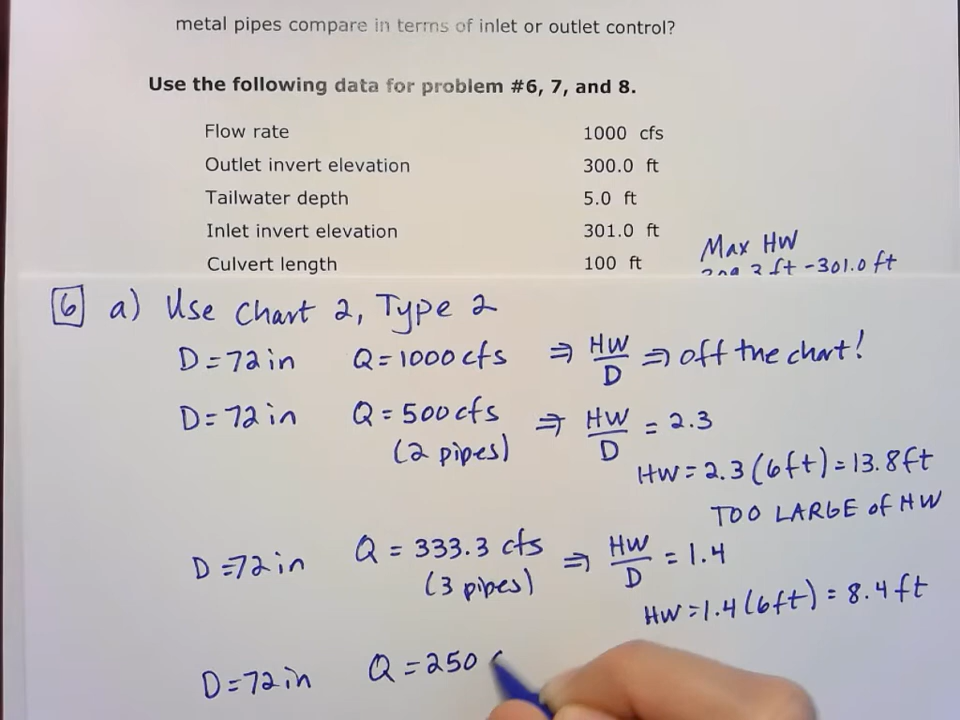 metal pipes compare in terms of inlet or outlet control?
Use the following data for problem #6, 7, and 8.
Flow rate 1000 cfs
Outlet invert elevation 300.0 ft
Tailwater depth 5.0 ft
Inlet invert elevation 301.0 ft
Culvert length 100 ft
Max HW
ft - 301.0 ft
6 a) Use Chart 2, Type 2
D = 72 in Q = 1000 cfs ⇒ HW/D ⇒ off the chart!
D = 72 in Q = 500 cfs ⇒ HW/D = 2.3
(2 pipes)
HW = 2.3 (6ft) = 13.8 ft
TOO LARGE of HW
D = 72 in Q = 333.3 cfs ⇒ HW/D = 1.4
(3 pipes)
HW = 1.4 (6ft) = 8.4 ft
D = 72 in Q = 250